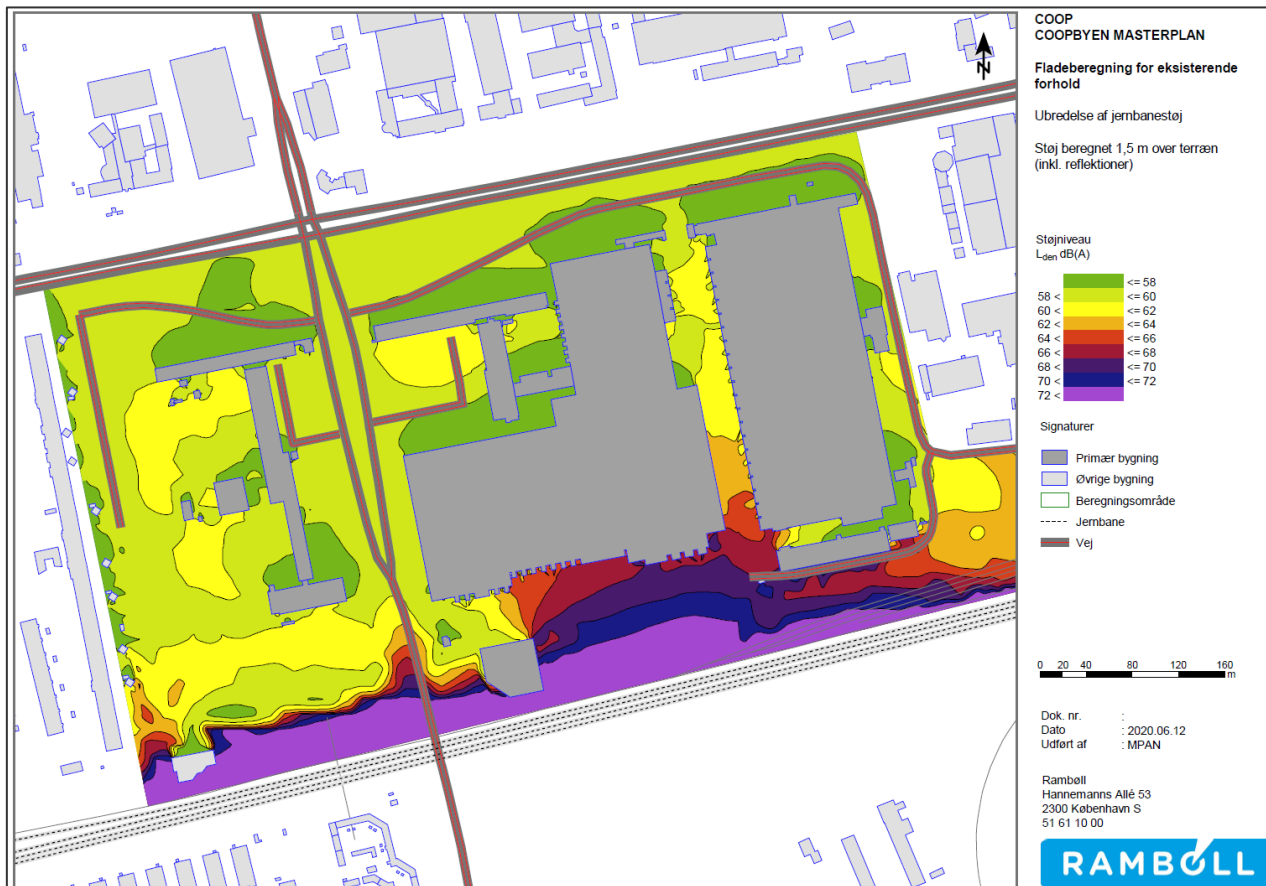 N
COOP
COOPBYEN MASTERPLAN
Fladeberegning for eksisterende
forhold
Ubredelse af jernbanestøj
Støj beregnet 1,5 m over terræn
(inkl. reflektioner)
Støjniveau
Lden dB(A)
<= 58
58 < <= 60
60 < <= 62
62 < <= 64
64 < <= 66
66 < <= 68
68 < <= 70
70 < <= 72
72 <
Signaturer
Primær bygning
Øvrige bygning
Beregningsområde
Jernbane
Vej
0 20 40 80 120 160
m
Dok. nr. :
Dato : 2020.06.12
Udført af : MPAN
Rambøll
Hannemanns Allé 53
2300 København S
51 61 10 00
RAMBOLL